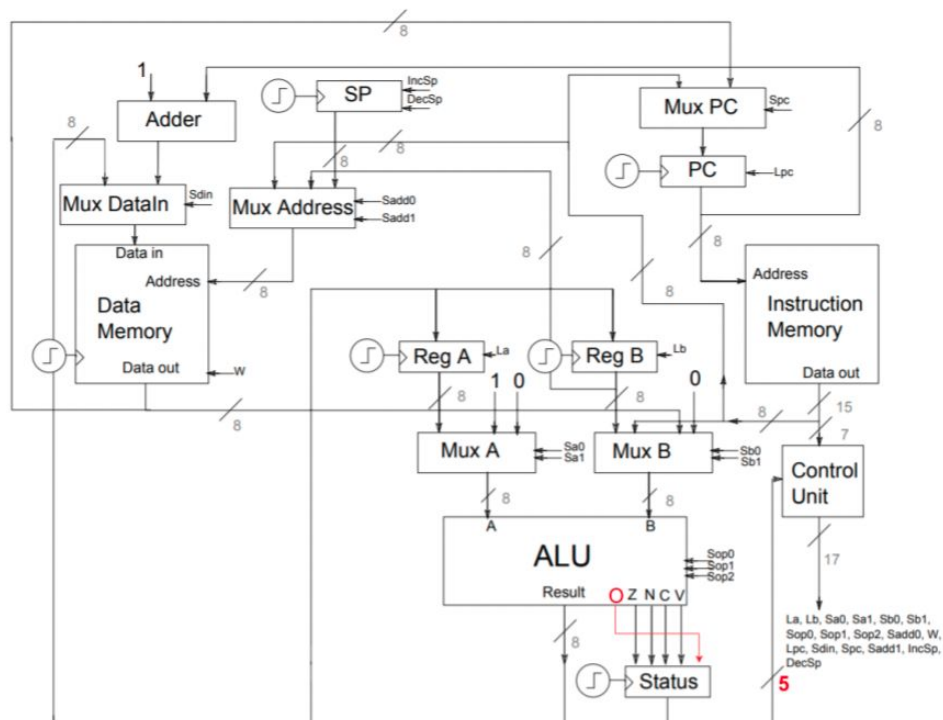 8
1
IncSp
SP
DecSp
Adder
Mux PC
Spc
8
8
8
8
PC
Lpc
Mux DataIn
Sdin
Mux Address
Sadd0
Sadd1
8
8
Data in
Address
8
8
Address
Data
Memory
Instruction
Memory
Reg A
La
Reg B
Lb
Data out
W
Data out
1 0
0
8
8
8
8
15
7
Mux A
Sa0
Sa1
Mux B
Sb0
Sb1
Control
Unit
8
8
A
B
ALU
Sop0
Sop1
Sop2
17
Result
O Z N C V
La, Lb, Sa0, Sa1, Sb0, Sb1,
Sop0, Sop1, Sop2, Sadd0, W,
Lpc, Sdin, Spc, Sadd1, IncSp,
DecSp
8
Status
5